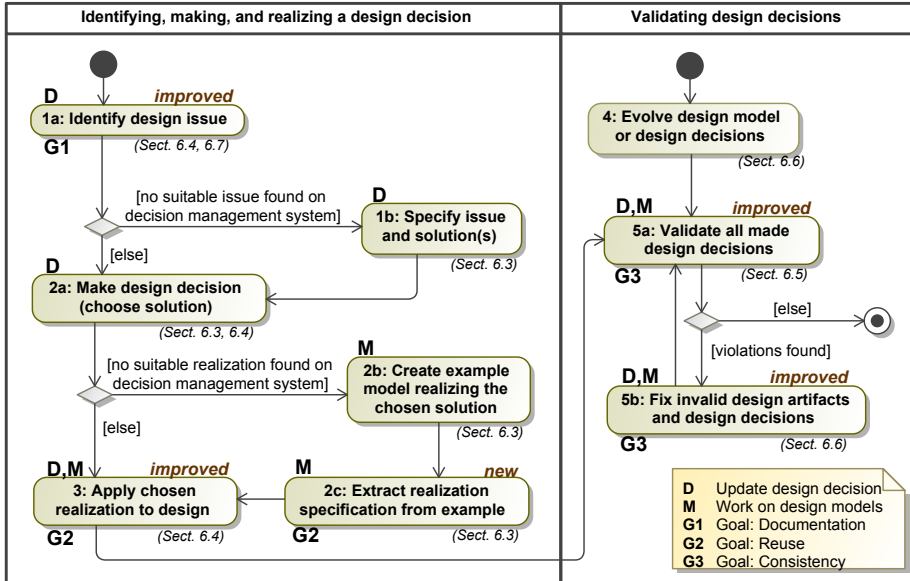 Identifying, making, and realizing a design decision
Validating design decisions
D
improved
1a: Identify design issue
G1
(Sect. 6.4, 6.7)
[no suitable issue found on
decision management system]
D
1b: Specify issue
and solution(s)
(Sect. 6.3)
[else]
D
2a: Make design decision
(choose solution)
(Sect. 6.3, 6.4)
[no suitable realization found on
decision management system]
M
2b: Create example
model realizing the
chosen solution
(Sect. 6.3)
[else]
D,M
improved
3: Apply chosen
realization to design
G2
(Sect. 6.4)
M
new
2c: Extract realization
specification from example
G2
(Sect. 6.3)
4: Evolve design model
or design decisions
(Sect. 6.6)
D,M
improved
5a: Validate all made
design decisions
G3
(Sect. 6.5)
[else]
[violations found]
D,M
improved
5b: Fix invalid design artifacts
and design decisions
G3
(Sect. 6.6)
D Update design decision
M Work on design models
G1 Goal: Documentation
G2 Goal: Reuse
G3 Goal: Consistency